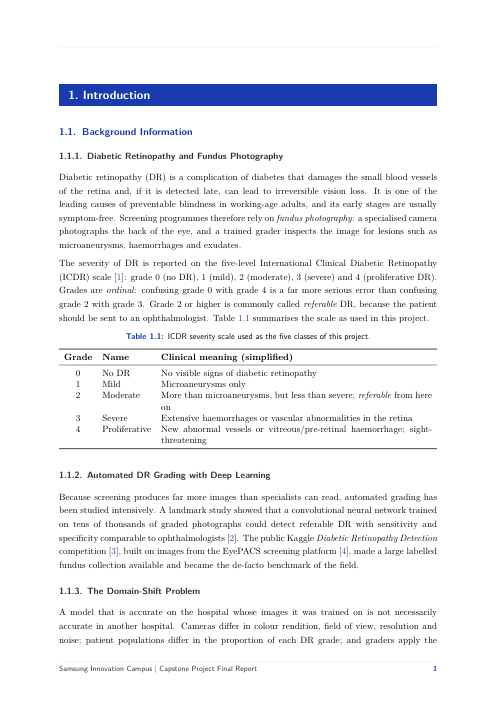 1. Introduction
1.1. Background Information
1.1.1. Diabetic Retinopathy and Fundus Photography
Diabetic retinopathy (DR) is a complication of diabetes that damages the small blood vessels
of the retina and, if it is detected late, can lead to irreversible vision loss. It is one of the
leading causes of preventable blindness in working-age adults, and its early stages are usually
symptom-free. Screening programmes therefore rely on fundus photography: a specialised camera
photographs the back of the eye, and a trained grader inspects the image for lesions such as
microaneurysms, haemorrhages and exudates.
The severity of DR is reported on the five-level International Clinical Diabetic Retinopathy
(ICDR) scale [1]: grade 0 (no DR), 1 (mild), 2 (moderate), 3 (severe) and 4 (proliferative DR).
Grades are ordinal: confusing grade 0 with grade 4 is a far more serious error than confusing
grade 2 with grade 3. Grade 2 or higher is commonly called referable DR, because the patient
should be sent to an ophthalmologist. Table 1.1 summarises the scale as used in this project.
Table 1.1: ICDR severity scale used as the five classes of this project.
Grade Name Clinical meaning (simplified)
0 No DR No visible signs of diabetic retinopathy
1 Mild Microaneurysms only
2 Moderate More than microaneurysms, but less than severe; referable from here
on
3 Severe Extensive haemorrhages or vascular abnormalities in the retina
4 Proliferative New abnormal vessels or vitreous/pre-retinal haemorrhage; sight-
threatening
1.1.2. Automated DR Grading with Deep Learning
Because screening produces far more images than specialists can read, automated grading has
been studied intensively. A landmark study showed that a convolutional neural network trained
on tens of thousands of graded photographs could detect referable DR with sensitivity and
specificity comparable to ophthalmologists [2]. The public Kaggle Diabetic Retinopathy Detection
competition [3], built on images from the EyePACS screening platform [4], made a large labelled
fundus collection available and became the de-facto benchmark of the field.
1.1.3. The Domain-Shift Problem
A model that is accurate on the hospital whose images it was trained on is not necessarily
accurate in another hospital. Cameras differ in colour rendition, field of view, resolution and
noise; patient populations differ in the proportion of each DR grade; and graders apply the
Samsung Innovation Campus | Capstone Project Final Report 1